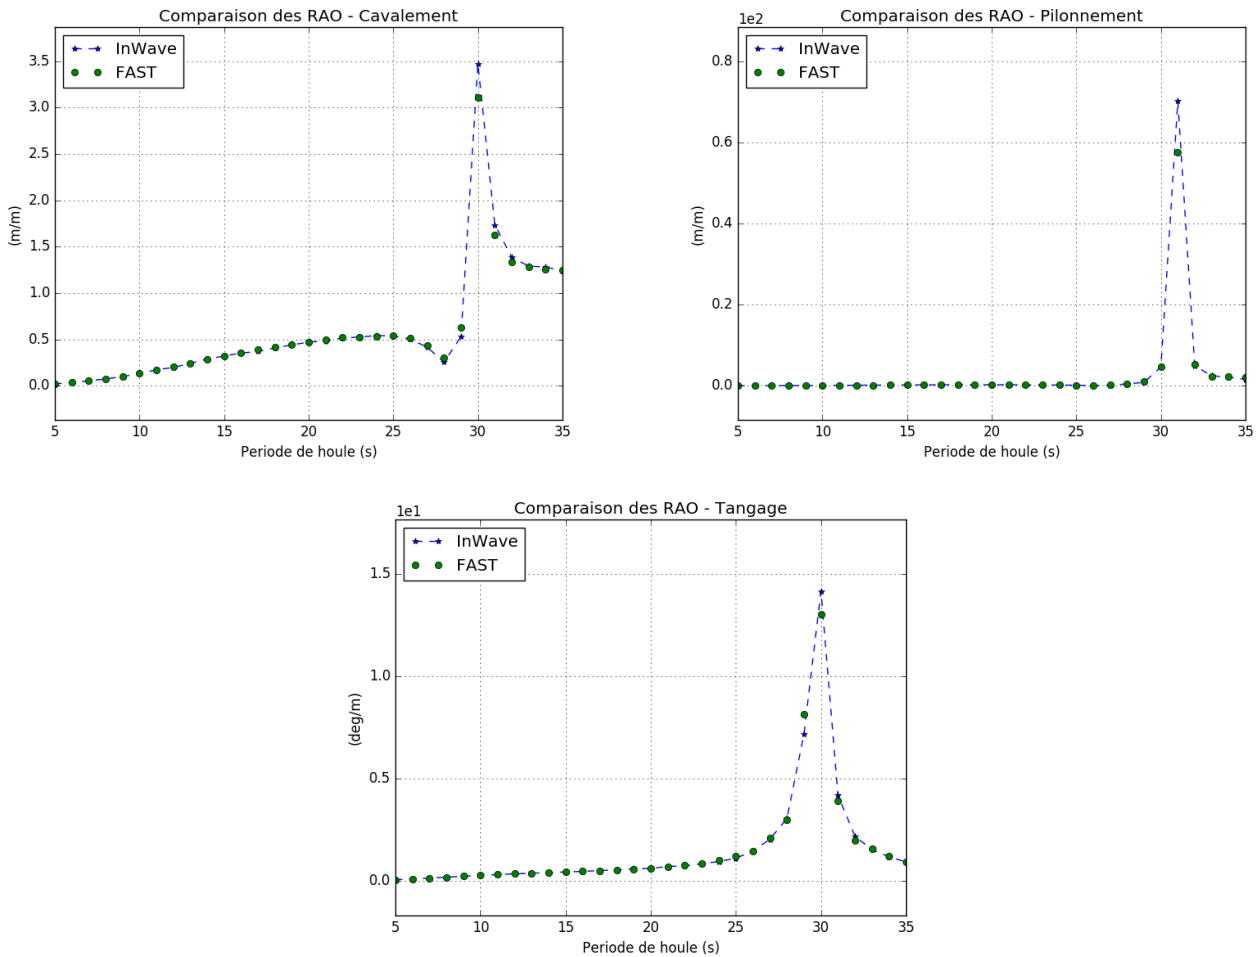 Comparaison des RAO - Cavalement
InWave
FAST
3.5
3.0
2.5
2.0
1.5
1.0
0.5
0.0
(m/m)
5 10 15 20 25 30 35
Periode de houle (s)
1e2
Comparaison des RAO - Pilonnement
InWave
FAST
0.8
0.6
0.4
0.2
0.0
(m/m)
5 10 15 20 25 30 35
Periode de houle (s)
1e1
Comparaison des RAO - Tangage
InWave
FAST
1.5
1.0
0.5
0.0
(deg/m)
5 10 15 20 25 30 35
Periode de houle (s)